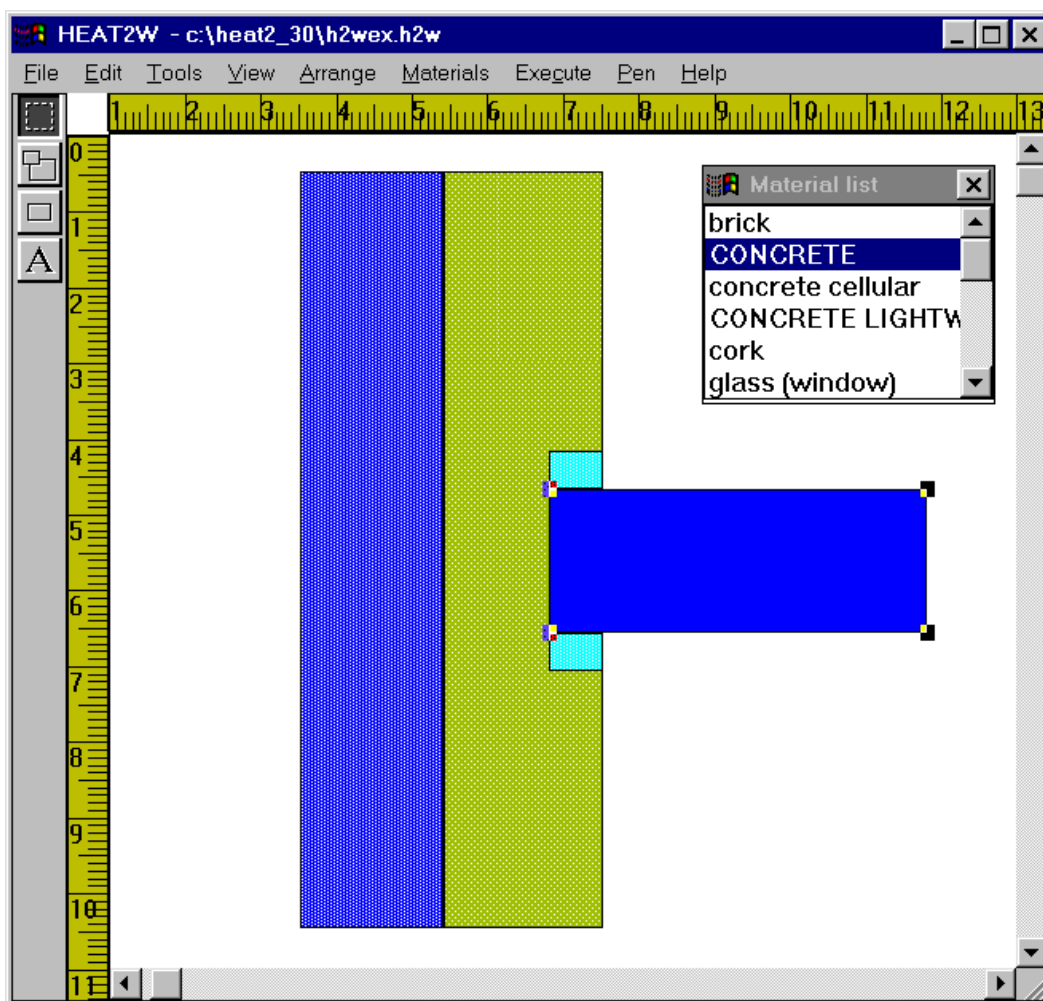 HEAT2W - c:\heat2_30\h2wex.h2w
File Edit Tools View Arrange Materials Execute Pen Help
1 2 3 4 5 6 7 8 9 10 11 12 13
0
1
2
3
4
5
6
7
8
9
10
11
A
Material list
brick
CONCRETE
concrete cellular
CONCRETE LIGHTW
cork
glass (window)